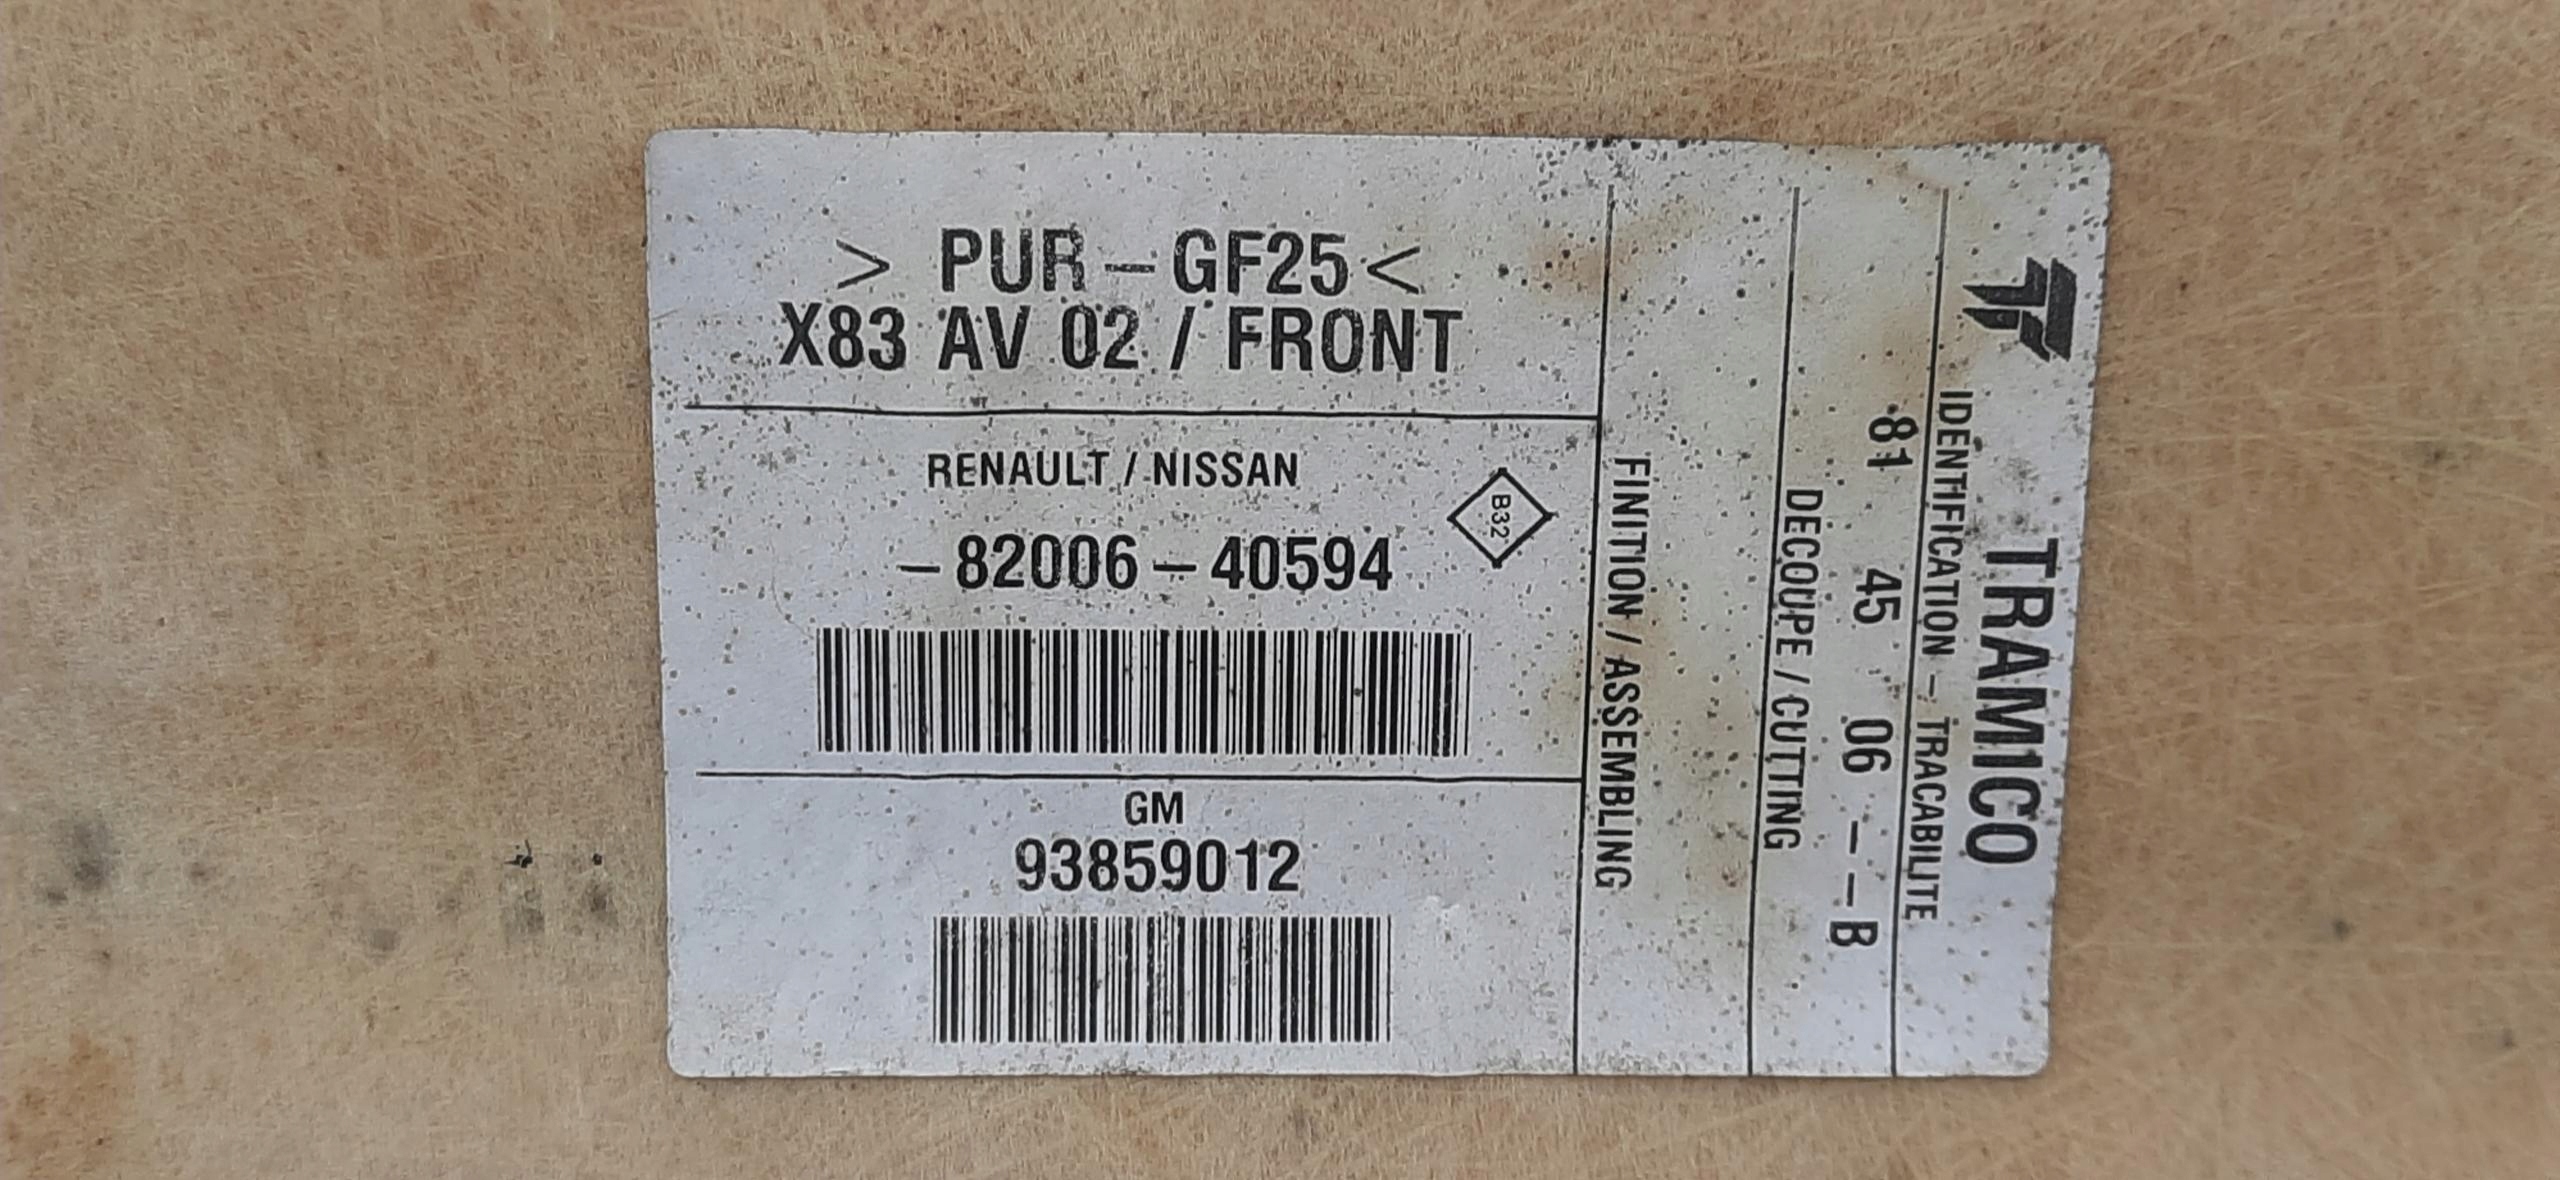 > PUR – GF25 <
X83 AV 02 / FRONT
RENAULT / NISSAN
B32
– 82006 – 40594
GM
93859012
TRAMICO
IDENTIFICATION – TRACABILITE
81 45 06 – – B
DECOUPE / CUTTING
FINITION / ASSEMBLING